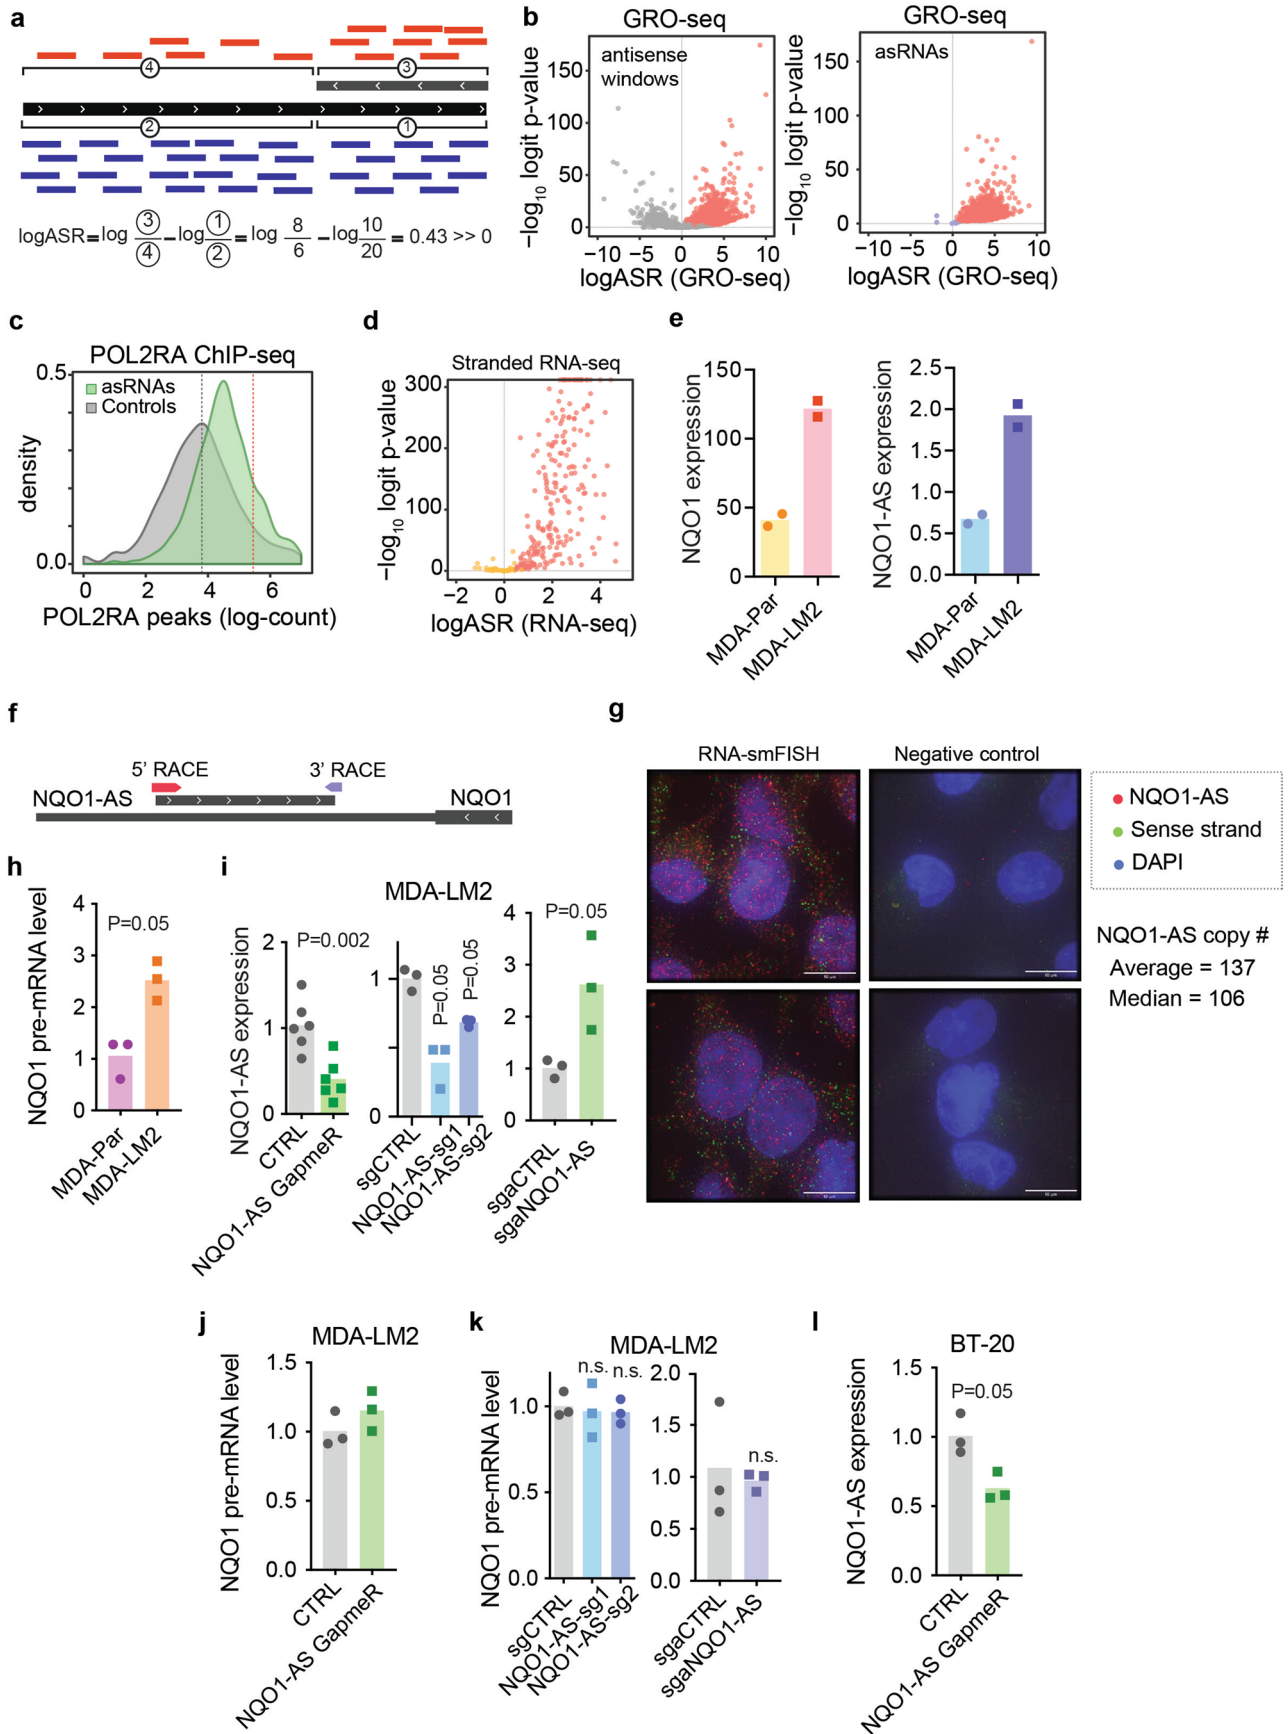 a
4
3
2
1
logASR=log 3/4 −log 1/2 = log 8/6 −log 10/20 = 0.43 >> 0
b
GRO-seq
antisense
windows
−log10 logit p-value
150
100
50
0
−10 −5 0 5 10
logASR (GRO-seq)
GRO-seq
asRNAs
−log10 logit p-value
150
100
50
0
−10 −5 0 5 10
logASR (GRO-seq)
c
POL2RA ChIP-seq
asRNAs
Controls
density
0.5
0.0
0 2 4 6
POL2RA peaks (log-count)
d
Stranded RNA-seq
−log10 logit p-value
300
200
100
0
−2 0 2 4
logASR (RNA-seq)
e
NQO1 expression
150
100
50
0
MDA-Par
MDA-LM2
NQO1-AS expression
2.5
2.0
1.5
1.0
0.5
0.0
MDA-Par
MDA-LM2
f
5' RACE
3' RACE
NQO1-AS
NQO1
g
RNA-smFISH
Negative control
10 μm
10 μm
10 μm
10 μm
NQO1-AS
Sense strand
DAPI
NQO1-AS copy #
Average = 137
Median = 106
h
NQO1 pre-mRNA level
4
3
2
1
0
P=0.05
MDA-Par
MDA-LM2
i
MDA-LM2
NQO1-AS expression
2
1
0
P=0.002
CTRL
NQO1-AS GapmeR
1
0
P=0.05
P=0.05
sgCTRL
NQO1-AS-sg1
NQO1-AS-sg2
4
3
2
1
0
P=0.05
sgaCTRL
sgaNQO1-AS
j
MDA-LM2
NQO1 pre-mRNA level
1.5
1.0
0.5
0.0
CTRL
NQO1-AS GapmeR
k
MDA-LM2
NQO1 pre-mRNA level
1.0
0.5
0.0
n.s. n.s.
sgCTRL
NQO1-AS-sg1
NQO1-AS-sg2
2.0
1.5
1.0
0.5
0.0
n.s.
sgaCTRL
sgaNQO1-AS
l
BT-20
NQO1-AS expression
1.5
1.0
0.5
0.0
P=0.05
CTRL
NQO1-AS GapmeR